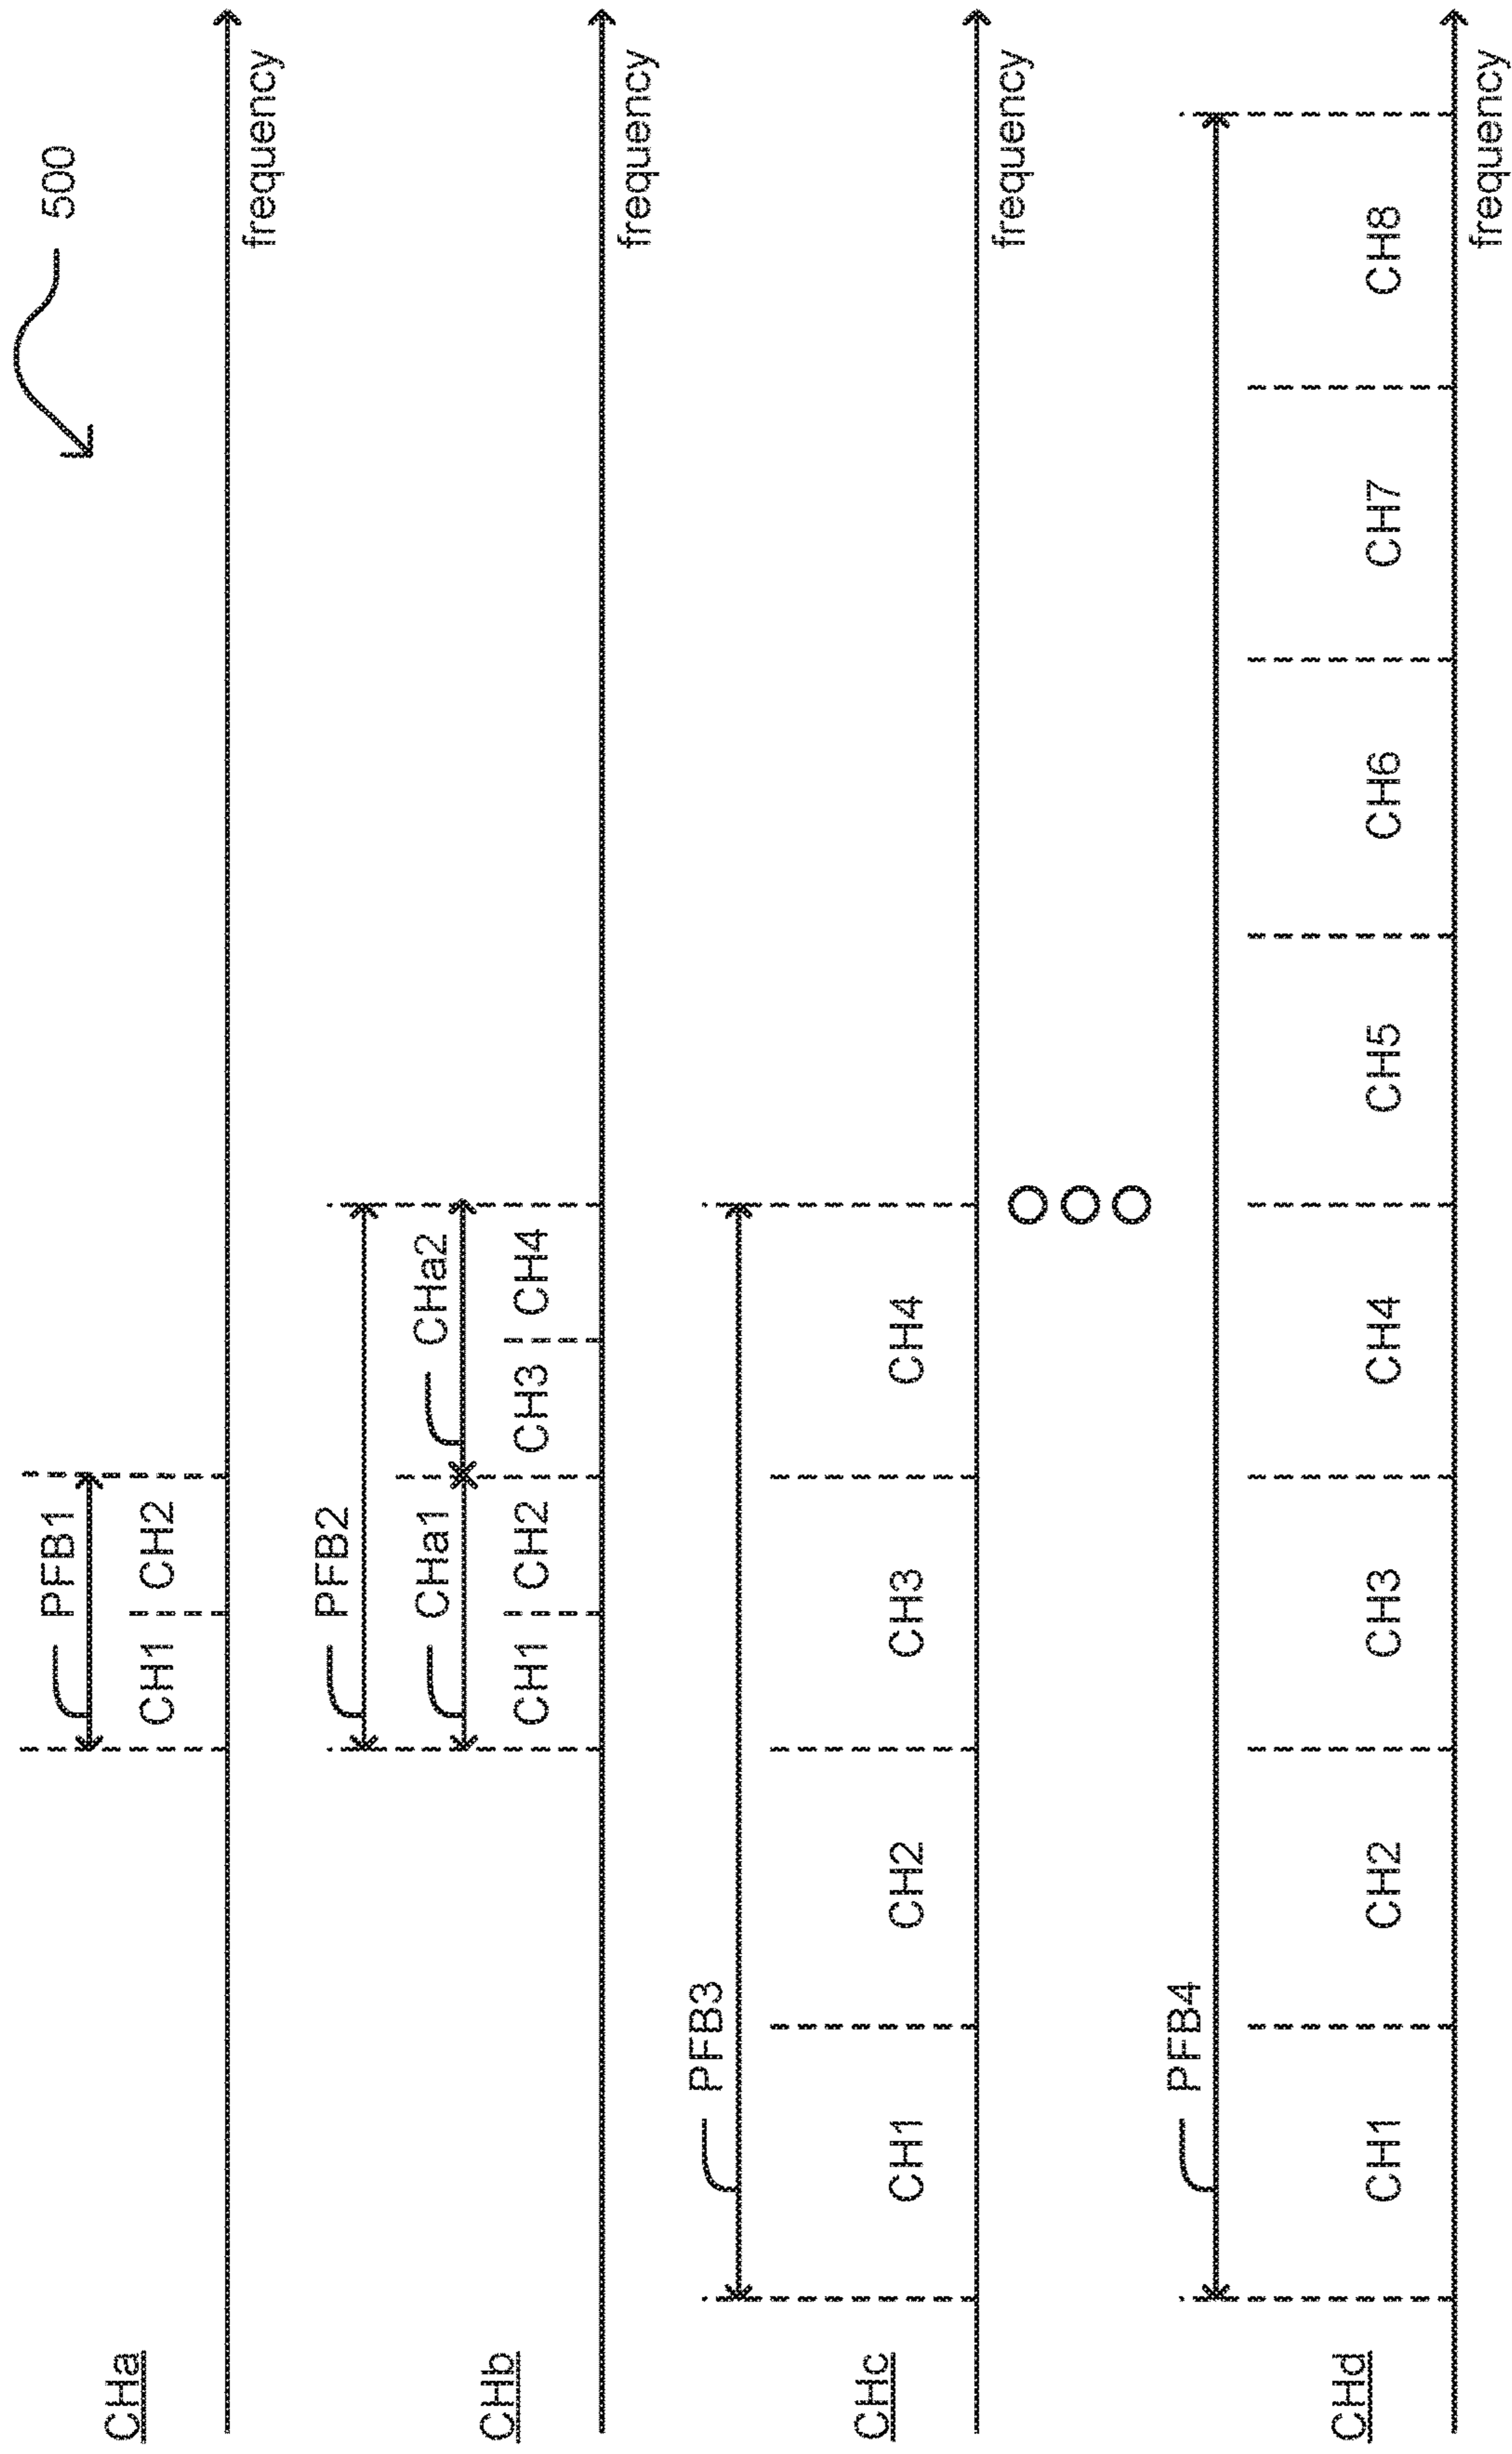 500
CHa
PFB1
CH1 CH2
frequency
CHb
PFB2
CHa1 CHa2
CH1 CH2 CH3 CH4
frequency
CHc
PFB3
CH1 CH2 CH3 CH4
frequency
CHd
PFB4
CH1 CH2 CH3 CH4 CH5 CH6 CH7 CH8
frequency